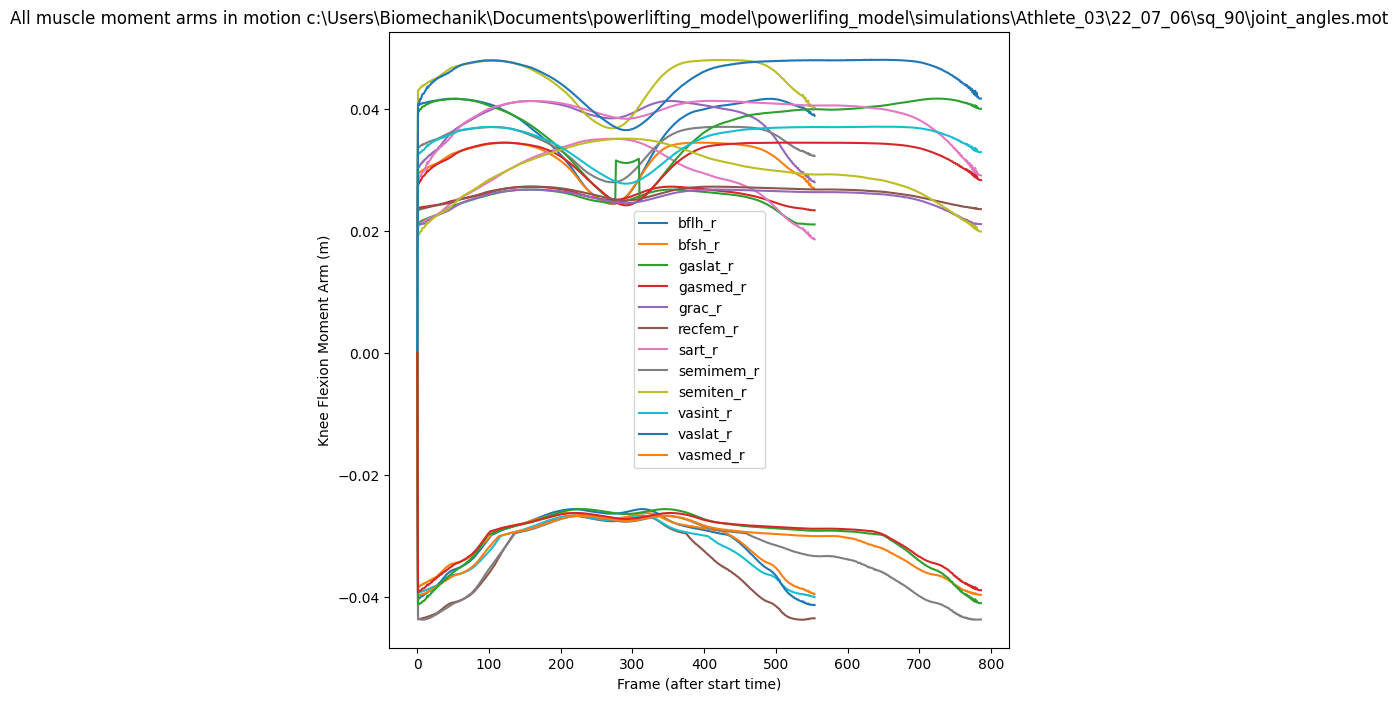 All muscle moment arms in motion c:\Users\Biomechanik\Documents\powerlifting_model\powerlifing_model\simulations\Athlete_03\22_07_06\sq_90\joint_angles.mot
Knee Flexion Moment Arm (m)
0.04
0.02
0.00
−0.02
−0.04
bflh_r
bfsh_r
gaslat_r
gasmed_r
grac_r
recfem_r
sart_r
semimem_r
semiten_r
vasint_r
vaslat_r
vasmed_r
0 100 200 300 400 500 600 700 800
Frame (after start time)